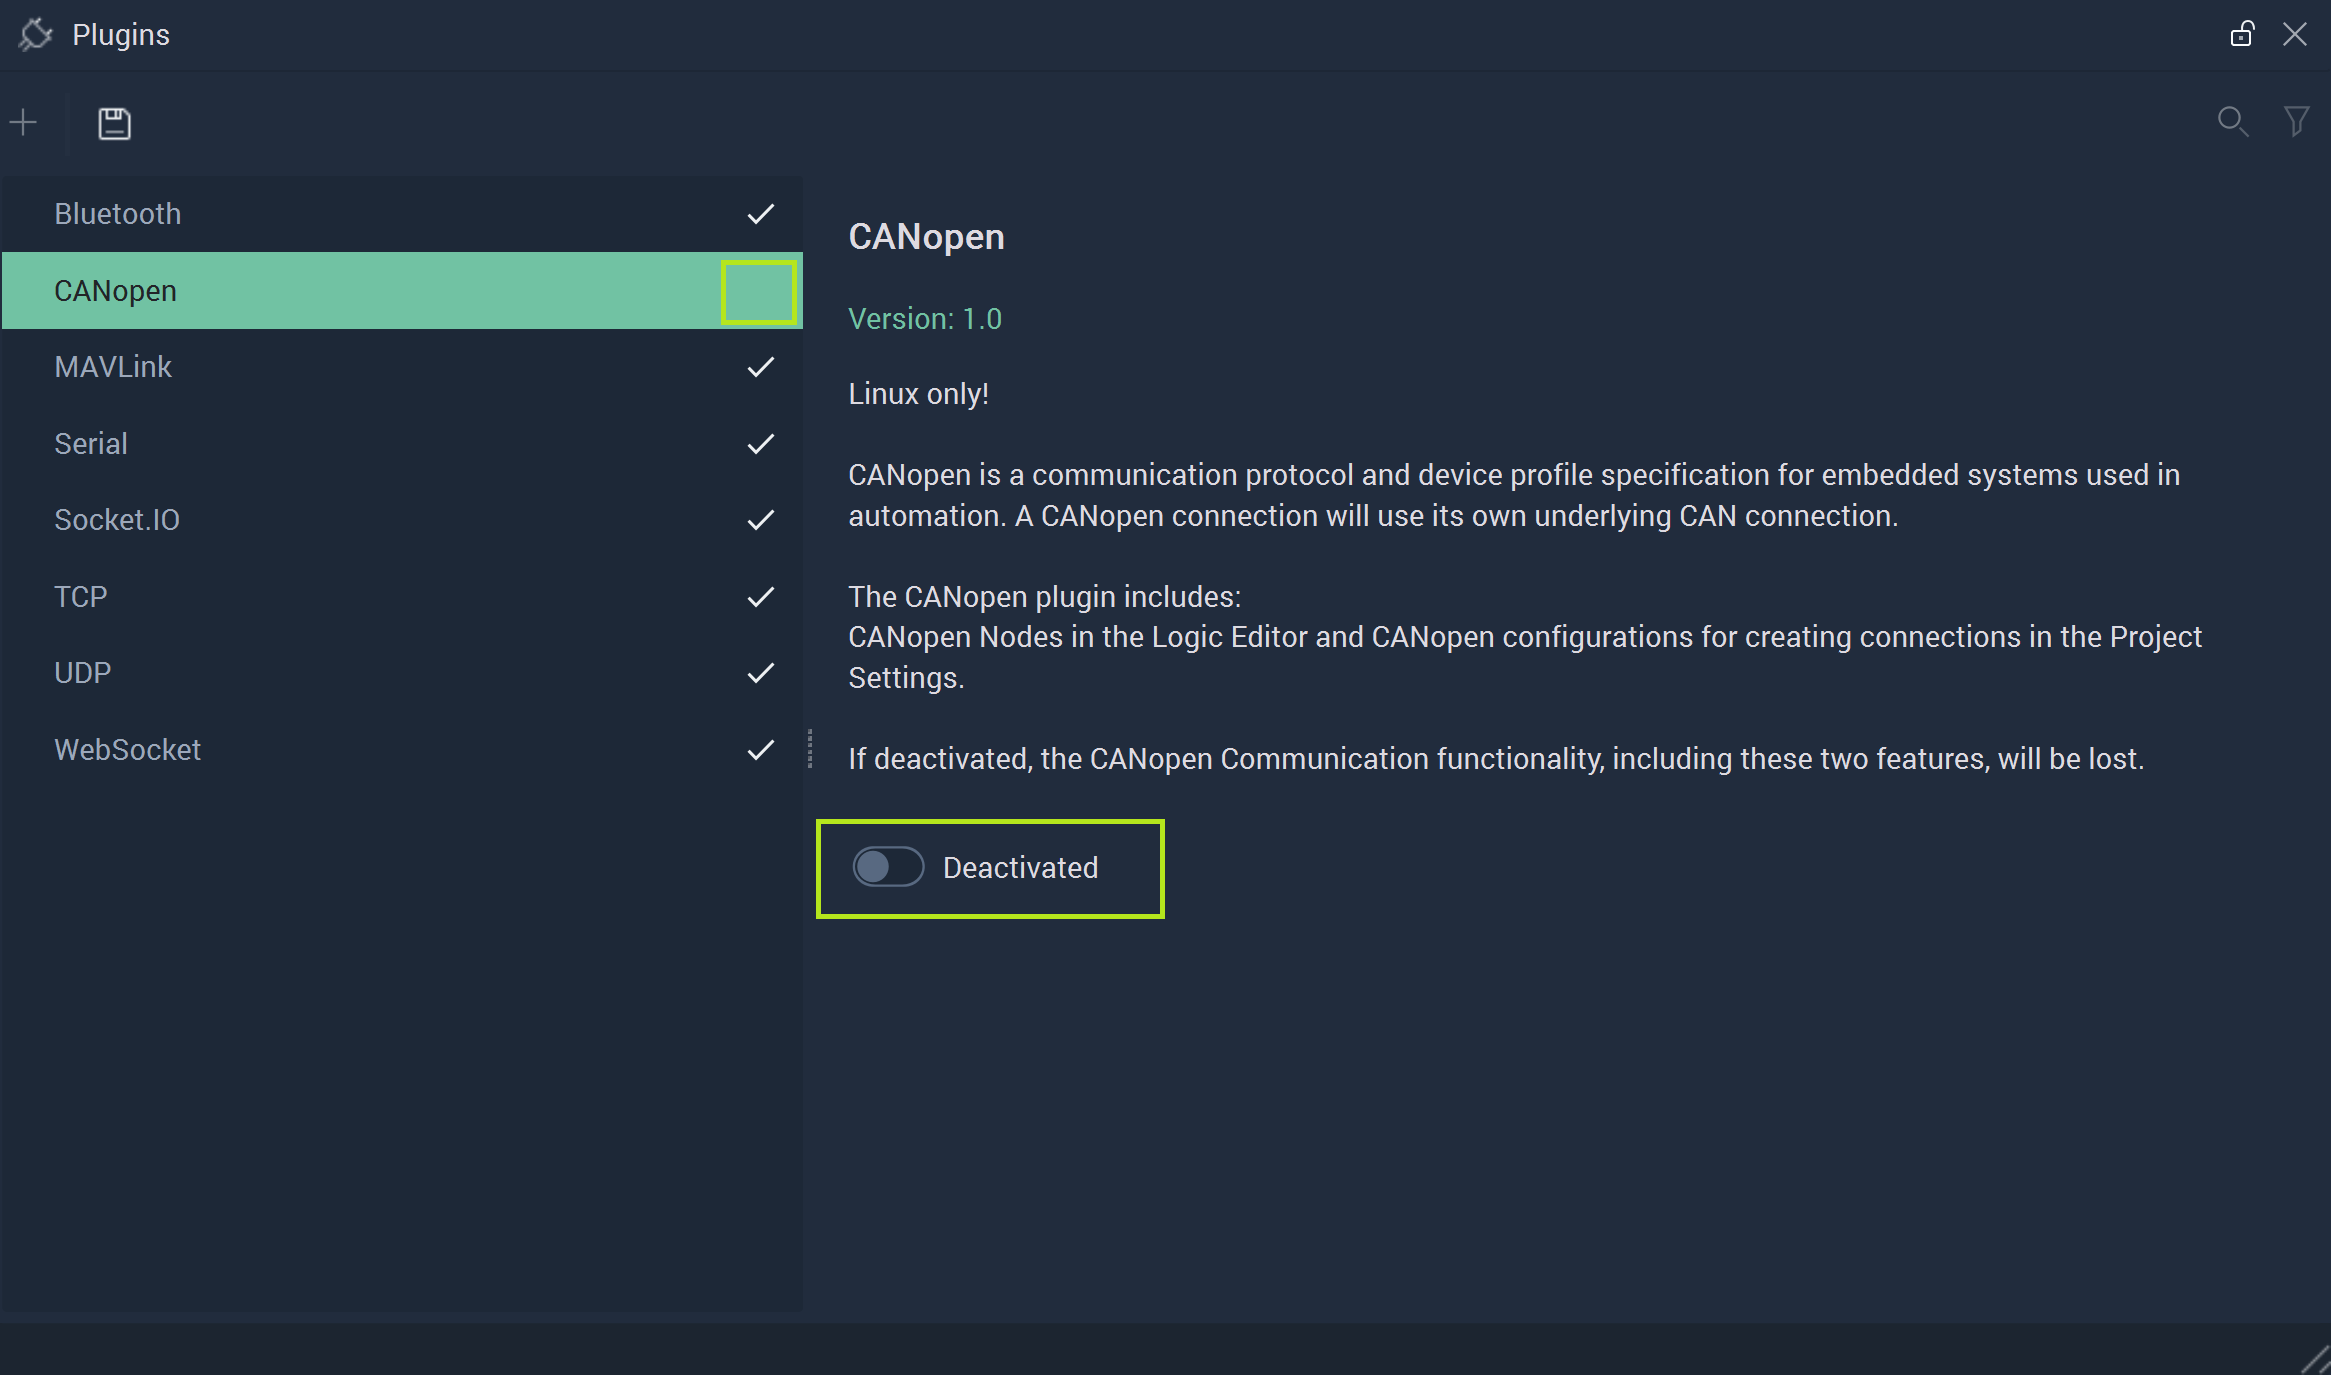 Plugins
Bluetooth
CANopen
MAVLink
Serial
Socket.IO
TCP
UDP
WebSocket
CANopen
Version: 1.0
Linux only!
CANopen is a communication protocol and device profile specification for embedded systems used in
automation. A CANopen connection will use its own underlying CAN connection.
The CANopen plugin includes:
CANopen Nodes in the Logic Editor and CANopen configurations for creating connections in the Project
Settings.
If deactivated, the CANopen Communication functionality, including these two features, will be lost.
Deactivated